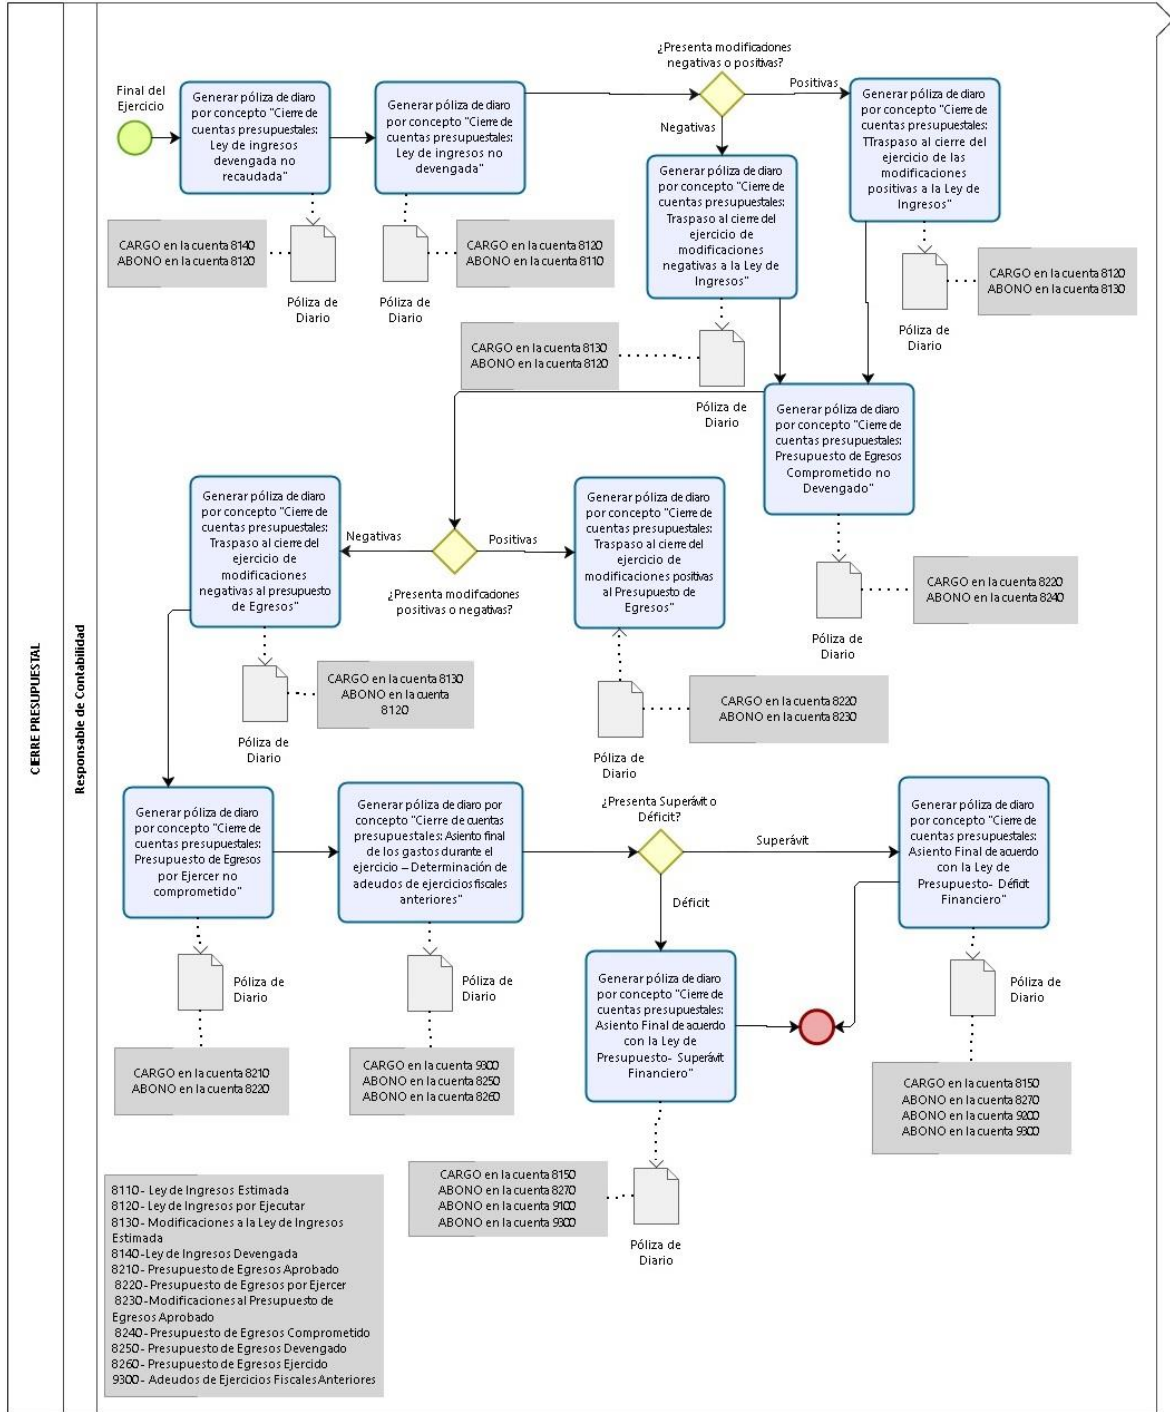 CIERRE PRESUPUESTAL
Responsable de Contabilidad
Final del
Ejercicio
Generar póliza de diaro
por concepto "Cierre de
cuentas presupuestales:
Ley de ingresos
devengada no
recaudada"
Generar póliza de diaro
por concepto "Cierre de
cuentas presupuestales:
Ley de ingresos no
devengada"
¿Presenta modificaciones
negativas o positivas?
Positivas
Negativas
Generar póliza de diaro
por concepto "Cierre de
cuentas presupuestales:
TTraspaso al cierre del
ejercicio de las
modificaciones
positivas a la Ley de
Ingresos"
Generar póliza de diaro
por concepto "Cierre de
cuentas presupuestales:
Traspaso al cierre del
ejercicio de
modificaciones
negativas a la Ley de
Ingresos"
CARGO en la cuenta 8140
ABONO en la cuenta 8120
Póliza de
Diario
Póliza de
Diario
CARGO en la cuenta 8120
ABONO en la cuenta 8110
Póliza de
Diario
CARGO en la cuenta 8120
ABONO en la cuenta 8130
CARGO en la cuenta 8130
ABONO en la cuenta 8120
Póliza de
Diario
Generar póliza de diaro
por concepto "Cierre de
cuentas presupuestales:
Presupuesto de Egresos
Comprometido no
Devengado"
Generar póliza de diaro
por concepto "Cierre de
cuentas presupuestales:
Traspaso al cierre del
ejercicio de
modificaciones
negativas al presupuesto
de Egresos"
Negativas
Positivas
¿Presenta modifcaciones
positivas o negativas?
Generar póliza de diaro
por concepto "Cierre de
cuentas presupuestales:
Traspaso al cierre del
ejercicio de
modificaciones positivas
al Presupuesto de
Egresos"
Póliza de
Diario
CARGO en la cuenta 8220
ABONO en la cuenta 8240
Póliza de
Diario
CARGO en la cuenta 8130
ABONO en la cuenta
8120
Póliza de
Diario
CARGO en la cuenta 8220
ABONO en la cuenta 8230
Generar póliza de diaro
por concepto "Cierre de
cuentas presupuestales:
Presupuesto de Egresos
por Ejercer no
comprometido"
Generar póliza de diaro por
concepto "Cierre de cuentas
presupuestales: Asiento final
de los gastos durante el
ejercicio – Determinación de
adeudos de ejercicios fiscales
anteriores"
¿Presenta Superávit o
Déficit?
Superávit
Déficit
Generar póliza de diaro
por concepto "Cierre de
cuentas presupuestales:
Asiento Final de acuerdo
con la Ley de
Presupuesto- Déficit
Financiero"
Generar póliza de diaro
por concepto "Cierre de
cuentas presupuestales:
Asiento Final de acuerdo
con la Ley de
Presupuesto- Superávit
Financiero"
Póliza de
Diario
Póliza de
Diario
Póliza de
Diario
CARGO en la cuenta 8210
ABONO en la cuenta 8220
CARGO en la cuenta 9300
ABONO en la cuenta 8250
ABONO en la cuenta 8260
CARGO en la cuenta 8150
ABONO en la cuenta 8270
ABONO en la cuenta 9200
ABONO en la cuenta 9300
CARGO en la cuenta 8150
ABONO en la cuenta 8270
ABONO en la cuenta 9100
ABONO en la cuenta 9300
Póliza de
Diario
8110- Ley de Ingresos Estimada
8120- Ley de Ingresos por Ejecutar
8130- Modificaciones a la Ley de Ingresos
Estimada
8140-Ley de Ingresos Devengada
8210- Presupuesto de Egresos Aprobado
8220-Presupuesto de Egresos por Ejercer
8230-Modificaciones al Presupuesto de
Egresos Aprobado
8240- Presupuesto de Egresos Comprometido
8250- Presupuesto de Egresos Devengado
8260- Presupuesto de Egresos Ejercido
9300- Adeudos de Ejercicios Fiscales Anteriores